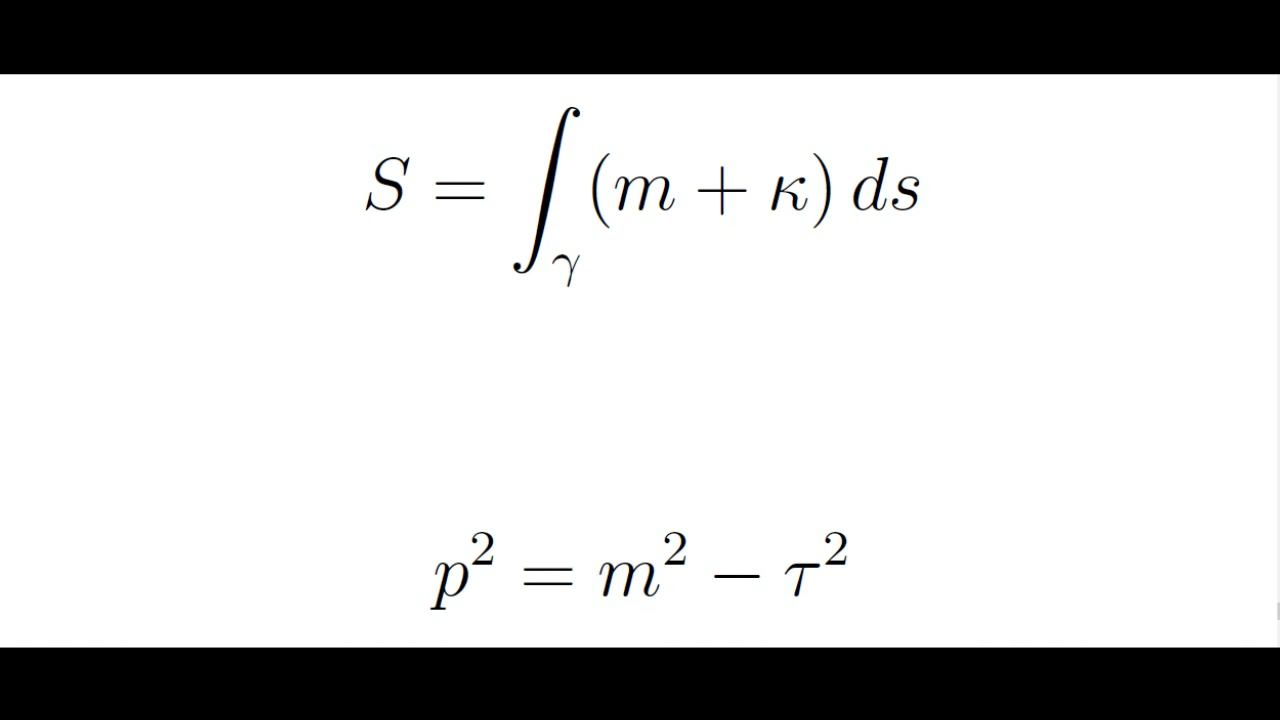 S = ∫_γ (m + κ) ds
p² = m² − τ²